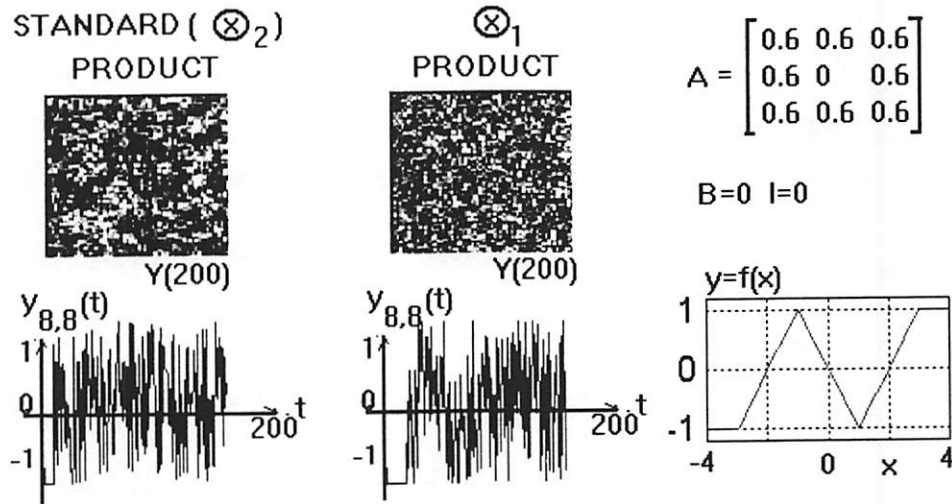 STANDARD ( ⊗2)
PRODUCT
Y(200)
y8,8(t)
1
0
-1
200
t
⊗1
PRODUCT
Y(200)
y8,8(t)
1
0
-1
200
t
A = [0.6 0.6 0.6
0.6 0 0.6
0.6 0.6 0.6]
B=0 I=0
y=f(x)
1
0
-1
-4 0 x 4